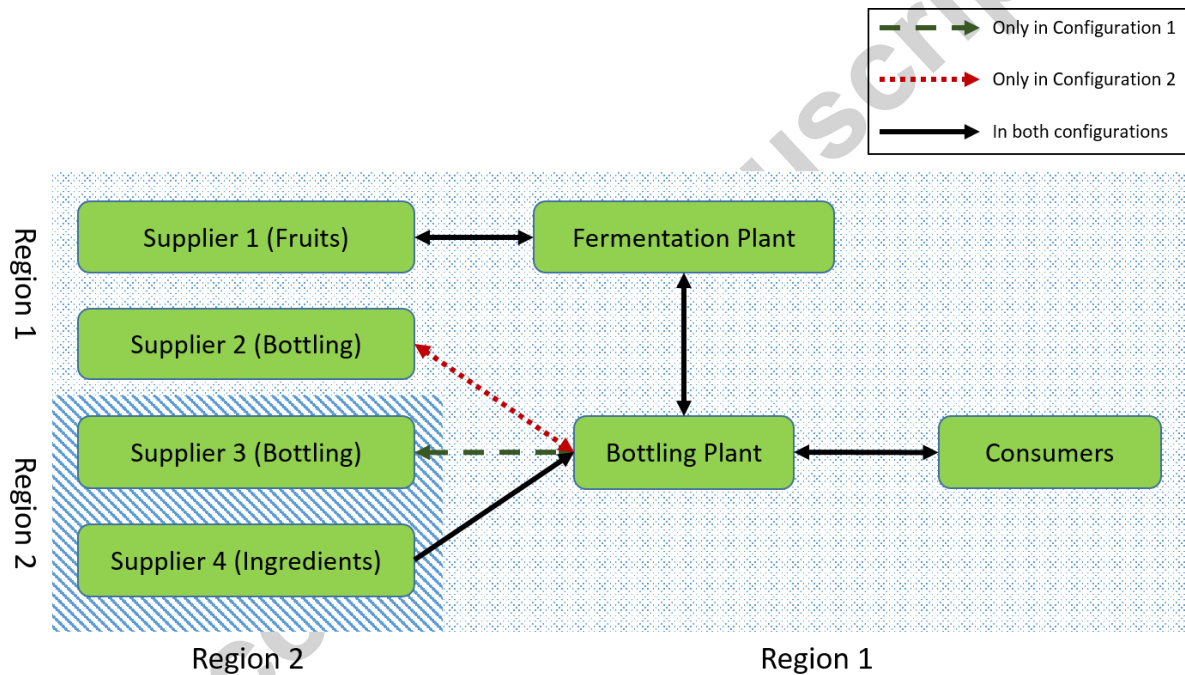 Only in Configuration 1
Only in Configuration 2
In both configurations
Region 1
Supplier 1 (Fruits)
Fermentation Plant
Supplier 2 (Bottling)
Region 2
Supplier 3 (Bottling)
Bottling Plant
Consumers
Supplier 4 (Ingredients)
Region 2
Region 1